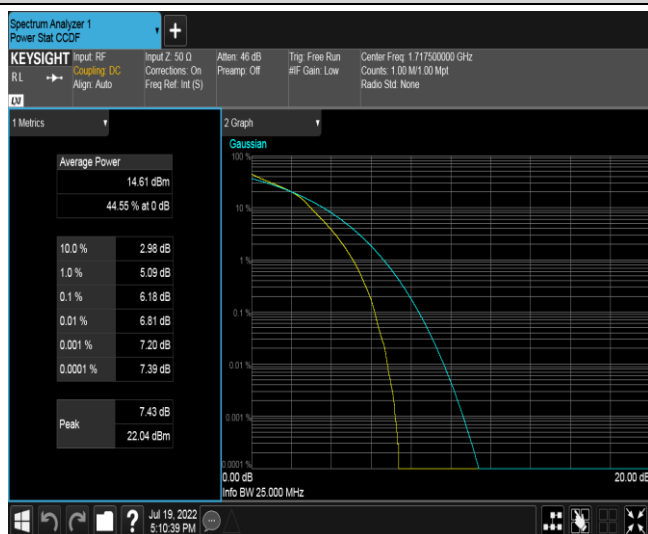 Spectrum Analyzer 1
Power Stat CCDF
+
KEYSIGHT
RL
LXI
Input: RF
Coupling: DC
Align: Auto
Input Z: 50 Ω
Corrections: On
Freq Ref: Int (S)
Atten: 46 dB
Preamp: Off
Trig: Free Run
#IF Gain: Low
Center Freq: 1.717500000 GHz
Counts: 1.00 M/1.00 Mpt
Radio Std: None
1 Metrics
Average Power
14.61 dBm
44.55 % at 0 dB
10.0 % 2.98 dB
1.0 % 5.09 dB
0.1 % 6.18 dB
0.01 % 6.81 dB
0.001 % 7.20 dB
0.0001 % 7.39 dB
Peak
7.43 dB
22.04 dBm
2 Graph
Gaussian
100 %
10 %
1 %
0.1 %
0.01 %
0.001 %
0.0001 %
0.00 dB 20.00 dB
Info BW 25.000 MHz
?
Jul 19, 2022
5:10:39 PM